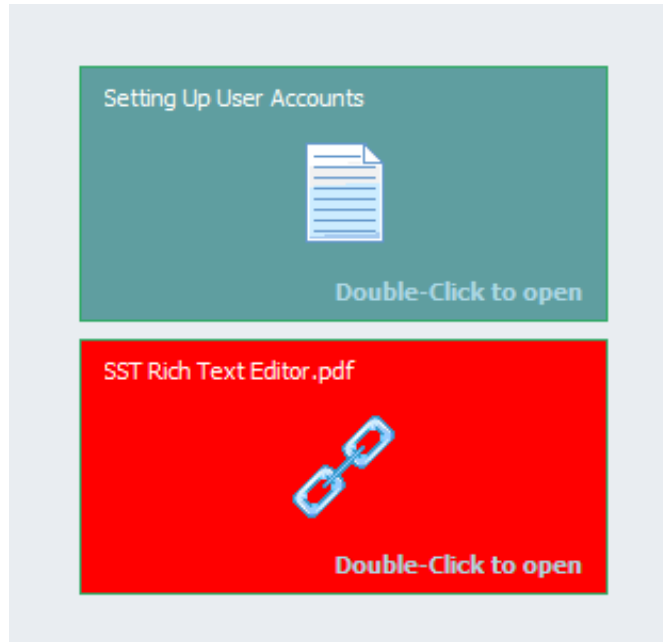 Setting Up User Accounts
Double-Click to open
SST Rich Text Editor.pdf
Double-Click to open